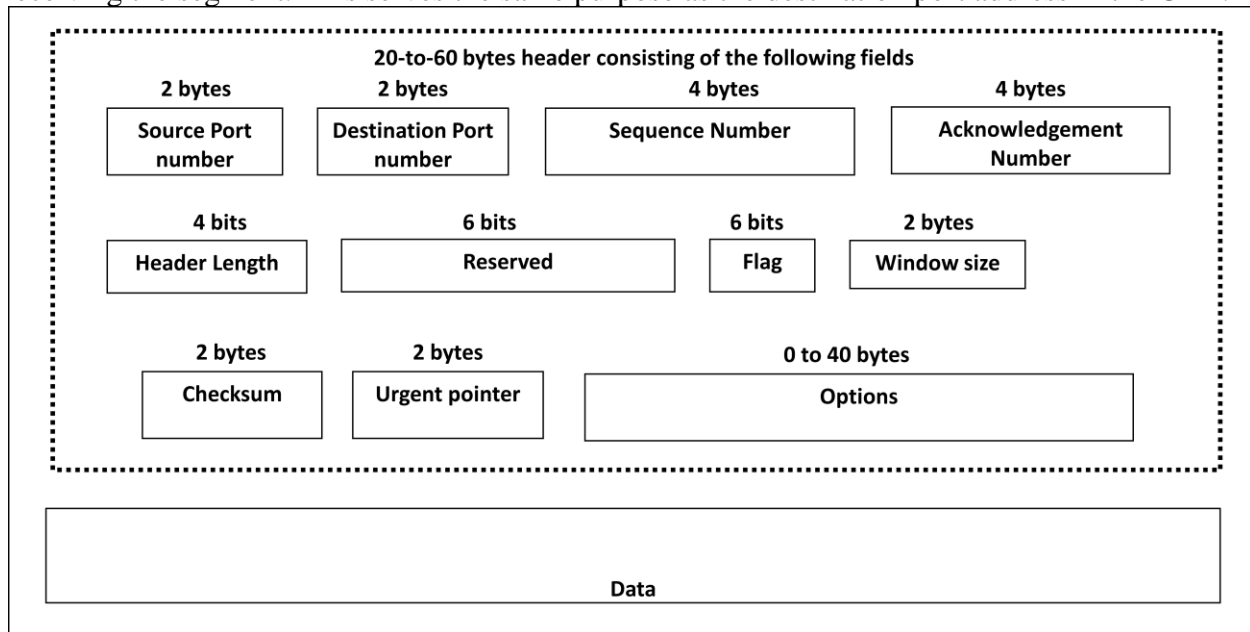 20-to-60 bytes header consisting of the following fields
2 bytes 2 bytes 4 bytes 4 bytes
Source Port number Destination Port number Sequence Number Acknowledgement Number
4 bits 6 bits 6 bits 2 bytes
Header Length Reserved Flag Window size
2 bytes 2 bytes 0 to 40 bytes
Checksum Urgent pointer Options
Data